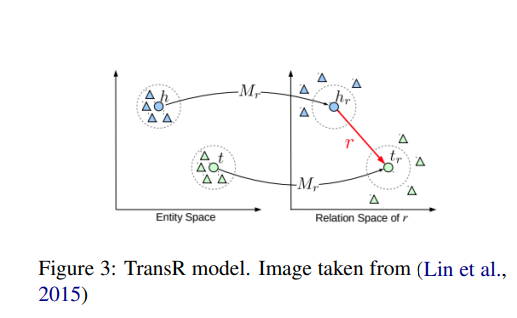 h
M_r
h_r
r
t
t_r
M_r
Entity Space
Relation Space of r
Figure 3: TransR model. Image taken from (Lin et al.,
2015)